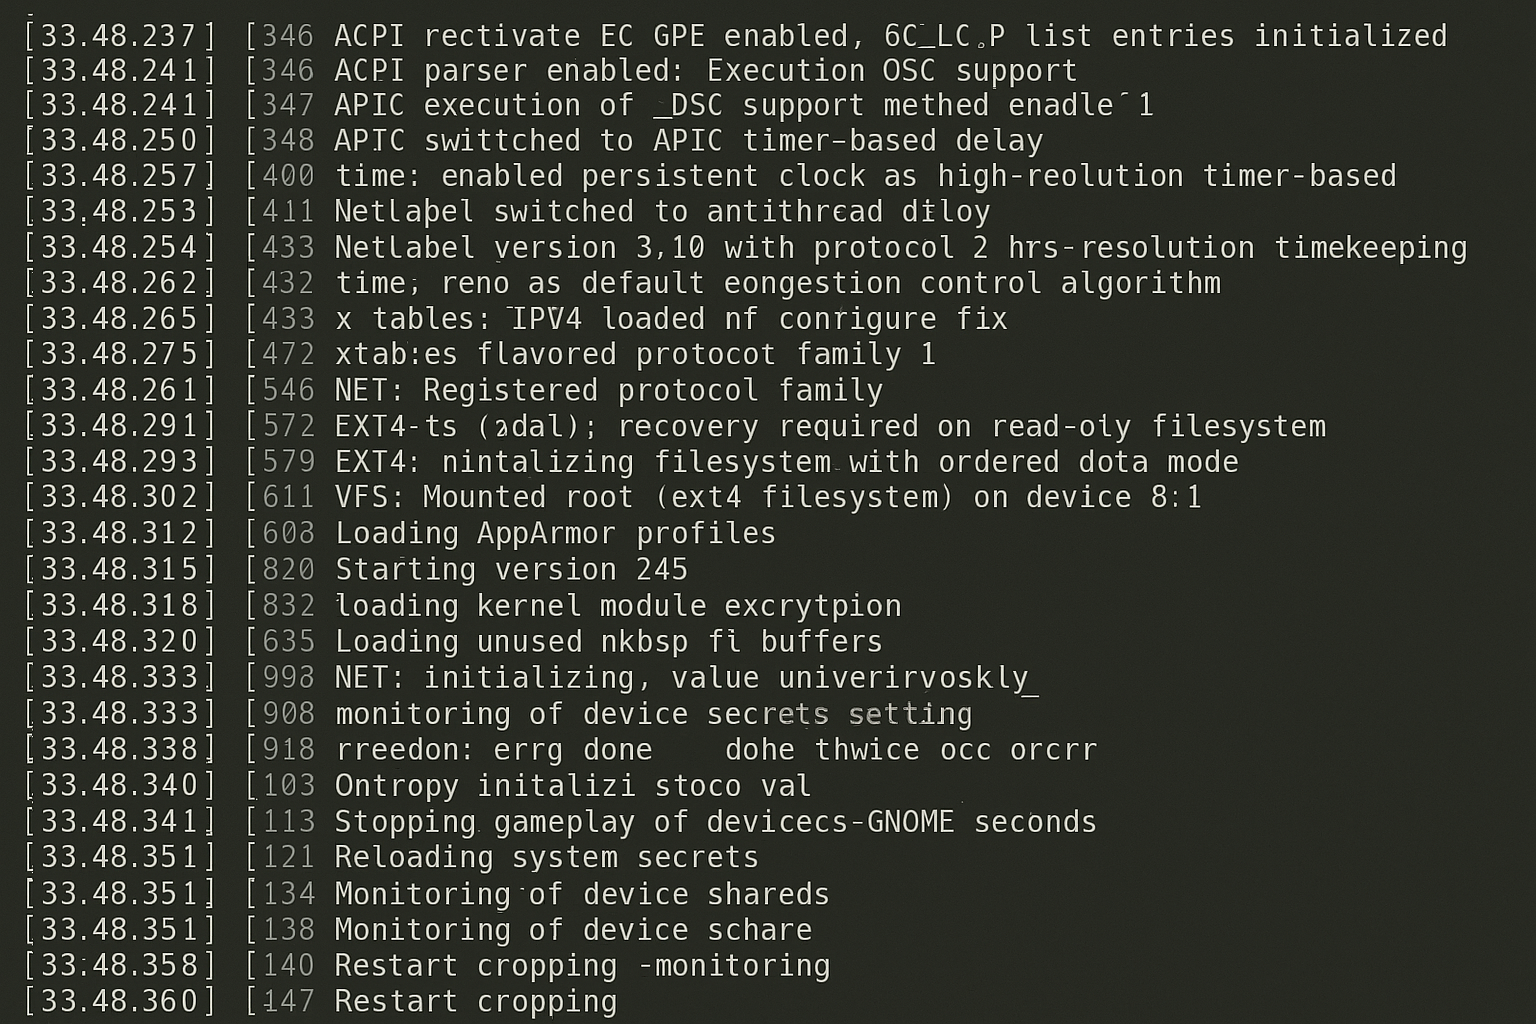 [33.48.237] [346 ACPI rectivate EC GPE enabled, 6C_LC.P list entries initialized
[33.48.241] [346 ACPI parser enabled: Execution OSC support
[33.48.241] [347 APIC execution of _DSC support methed enadle´1
[33.48.250] [348 APIC swittched to APIC timer-based delay
[33.48.257] [400 time: enabled persistent clock as high-reolution timer-based
[33.48.253] [411 Netlabel switched to antithread diloy
[33.48.254] [433 Netlabel version 3,10 with protocol 2 hrs-resolution timekeeping
[33.48.262] [432 time; reno as default eongestion control algorithm
[33.48.265] [433 x tables: IPV4 loaded nf configure fix
[33.48.275] [472 xtab:es flavored protocot family 1
[33.48.261] [546 NET: Registered protocol family
[33.48.291] [572 EXT4-ts (adal); recovery required on read-oiy filesystem
[33.48.293] [579 EXT4: nintalizing filesystem with ordered dota mode
[33.48.302] [611 VFS: Mounted root (ext4 filesystem) on device 8:1
[33.48.312] [608 Loading AppArmor profiles
[33.48.315] [820 Starting version 245
[33.48.318] [832 loading kernel module excrytpion
[33.48.320] [635 Loading unused nkbsp fl buffers
[33.48.333] [998 NET: initializing, value univerirvoskly_
[33.48.333] [908 monitoring of device secrets setting
[33.48.338] [918 rreedon: errg done dohe thwice occ orcrr
[33.48.340] [103 Ontropy initalizi stoco val
[33.48.341] [113 Stopping gameplay of devicecs-GNOME seconds
[33.48.351] [121 Reloading system secrets
[33.48.351] [134 Monitoring of device shareds
[33.48.351] [138 Monitoring of device schare
[33:48.358] [140 Restart cropping -monitoring
[33.48.360] [147 Restart cropping